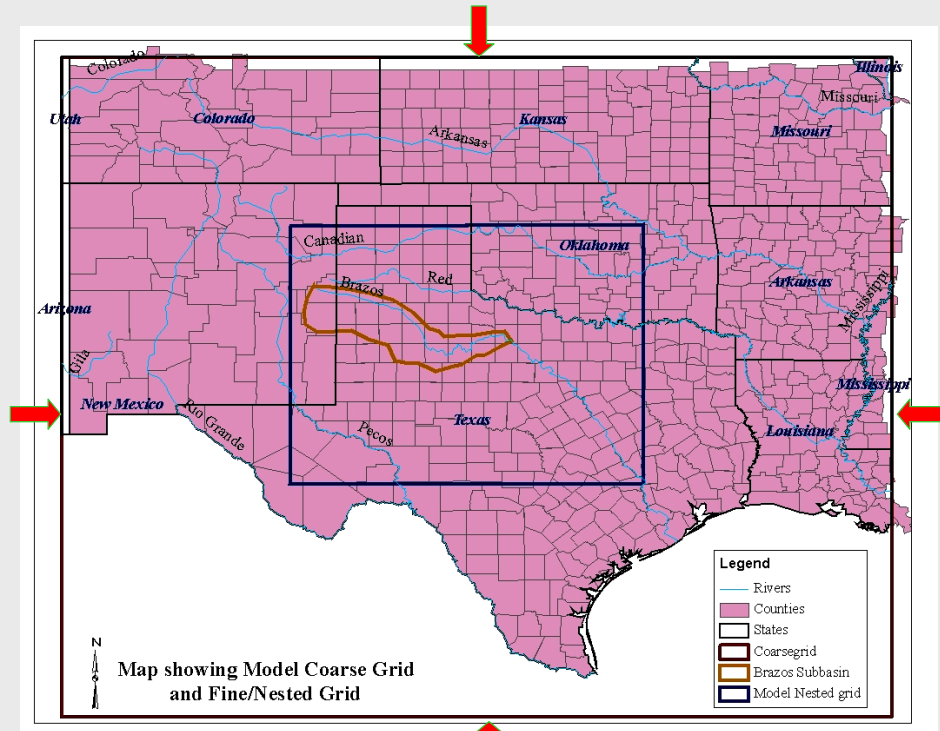 Colorado
Illinois
Missouri
Utah
Colorado
Kansas
Arkansas
Missouri
Canadian
Oklahoma
Brazos
Red
Arkansas
Mississippi
Arizona
Gila
Mississippi
New Mexico
Rio Grande
Pecos
Texas
Louisiana
Legend
Rivers
Counties
States
Coarsegrid
Brazos Subbasin
Model Nested grid
N
Map showing Model Coarse Grid
and Fine/Nested Grid